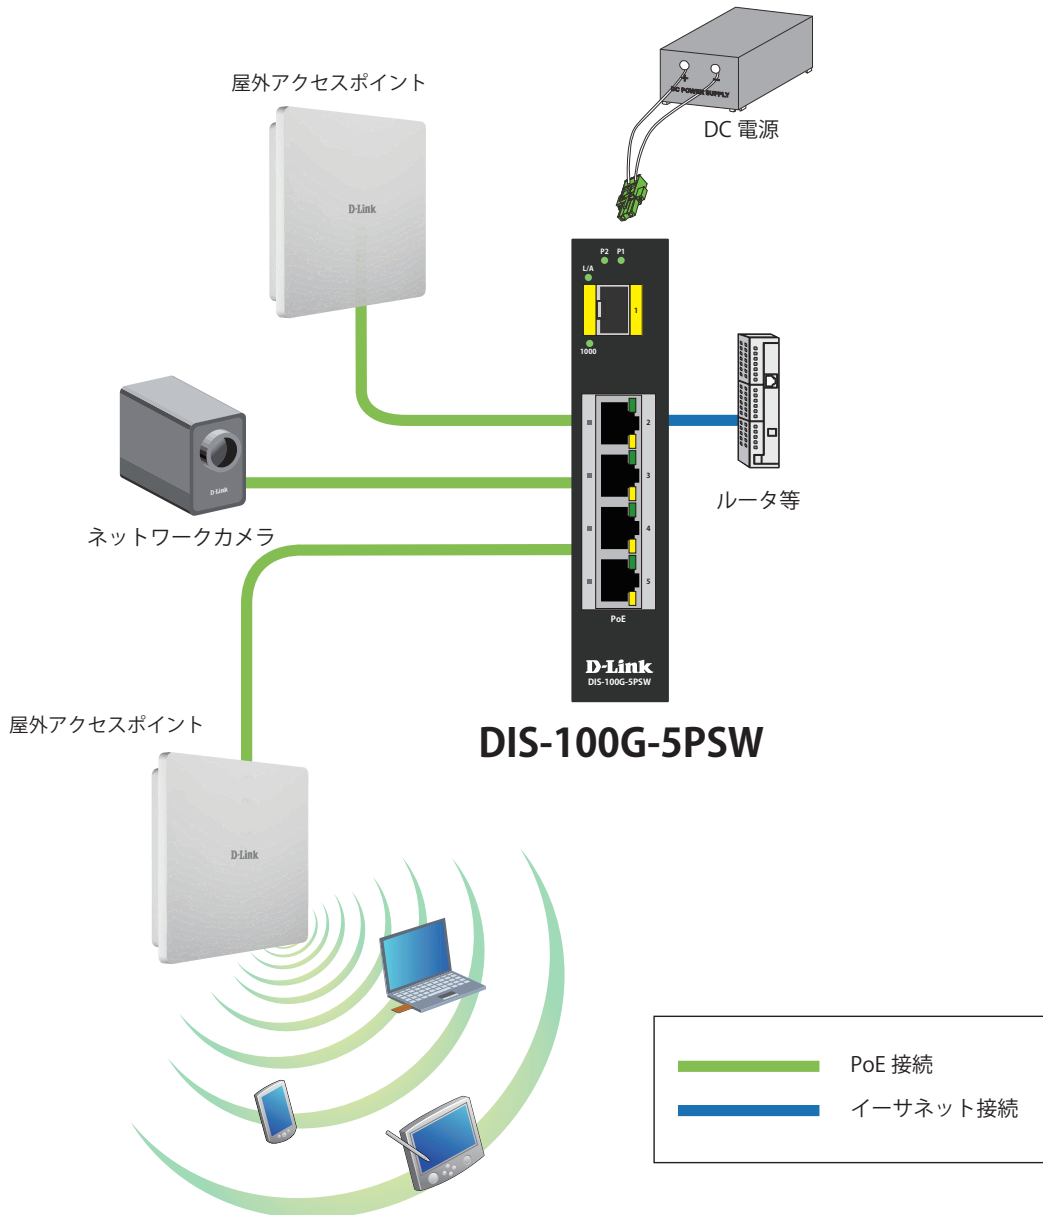 屋外アクセスポイント
+ -
DC POWER SUPPLY
DC 電源
D-Link
P2 P1
L/A
1
1000
2
3
4
5
PoE
D-Link
DIS-100G-5PSW
ルータ等
D-Link
ネットワークカメラ
DIS-100G-5PSW
屋外アクセスポイント
D-Link
PoE 接続
イーサネット接続